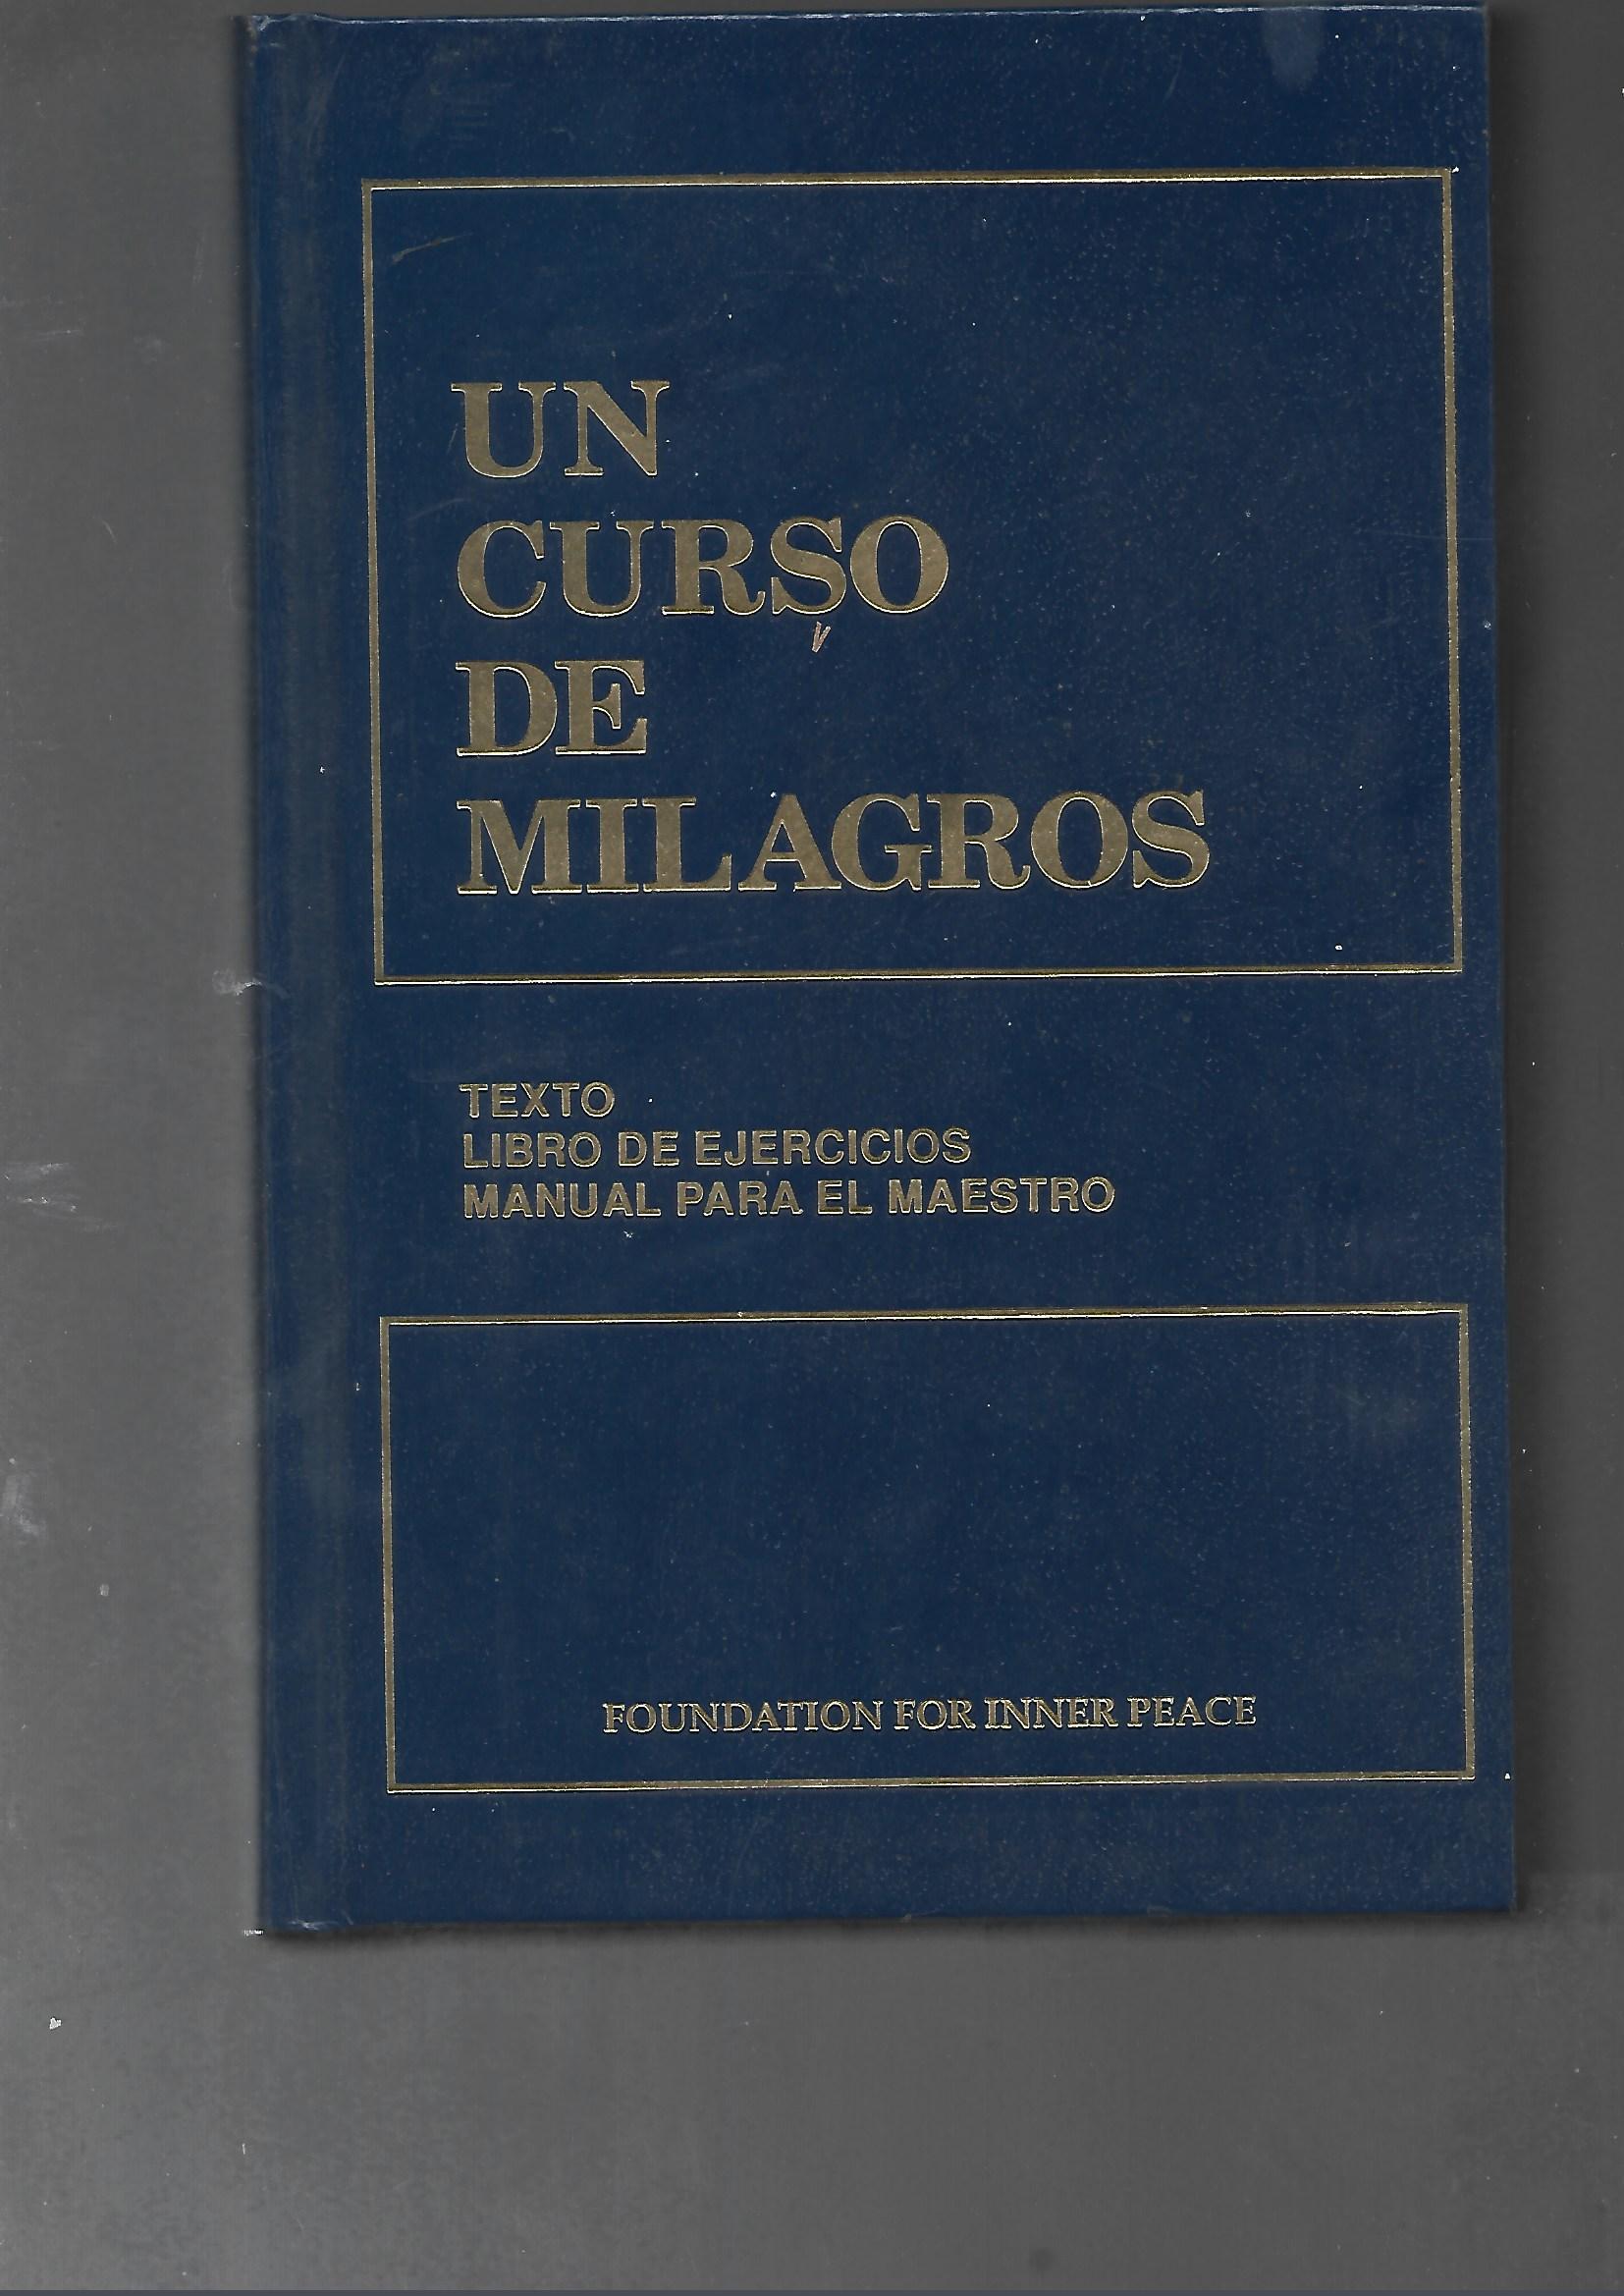 UN
CURSO
DE
MILAGROS
TEXTO
LIBRO DE EJERCICIOS
MANUAL PARA EL MAESTRO
FOUNDATION FOR INNER PEACE